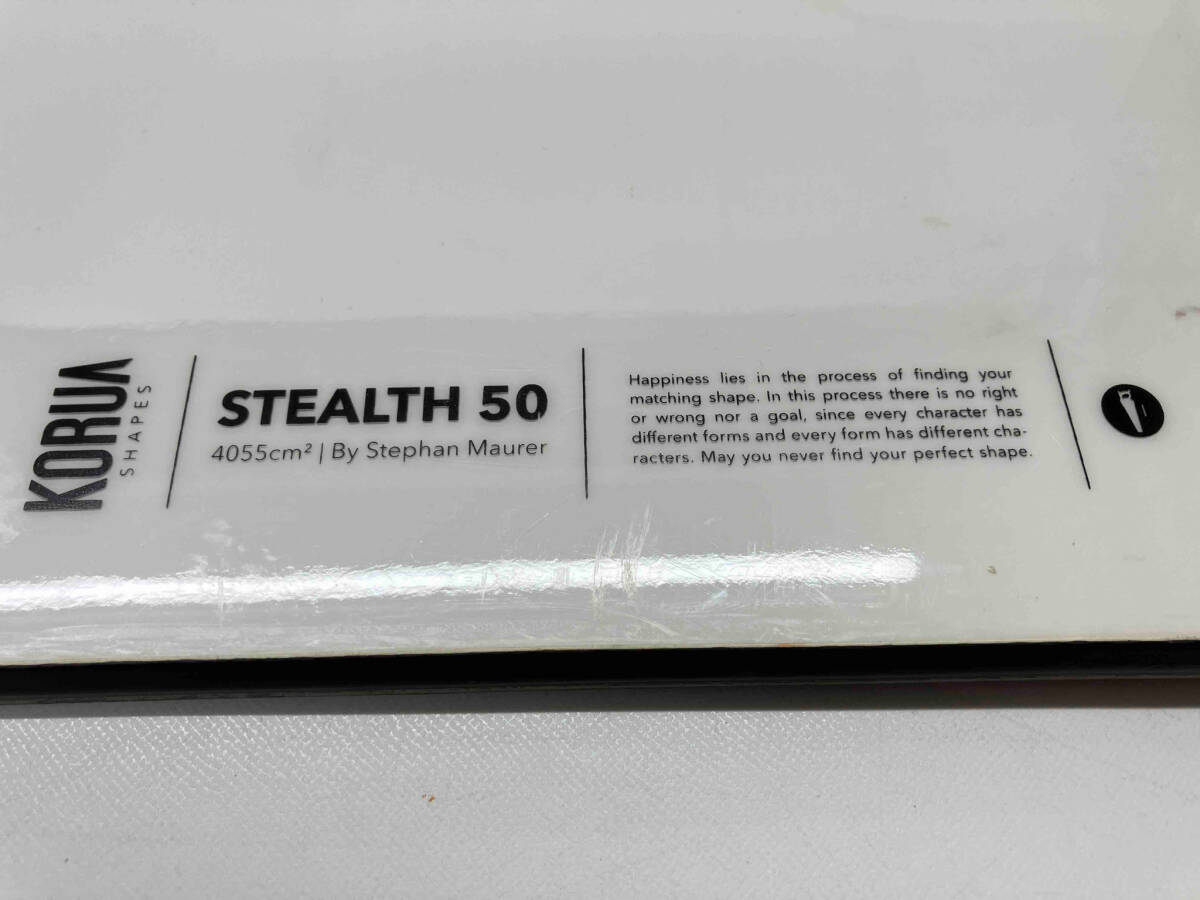 KORUA
SHAPES
STEALTH 50
4055cm² | By Stephan Maurer
Happiness lies in the process of finding your
matching shape. In this process there is no right
or wrong nor a goal, since every character has
different forms and every form has different cha-
racters. May you never find your perfect shape.